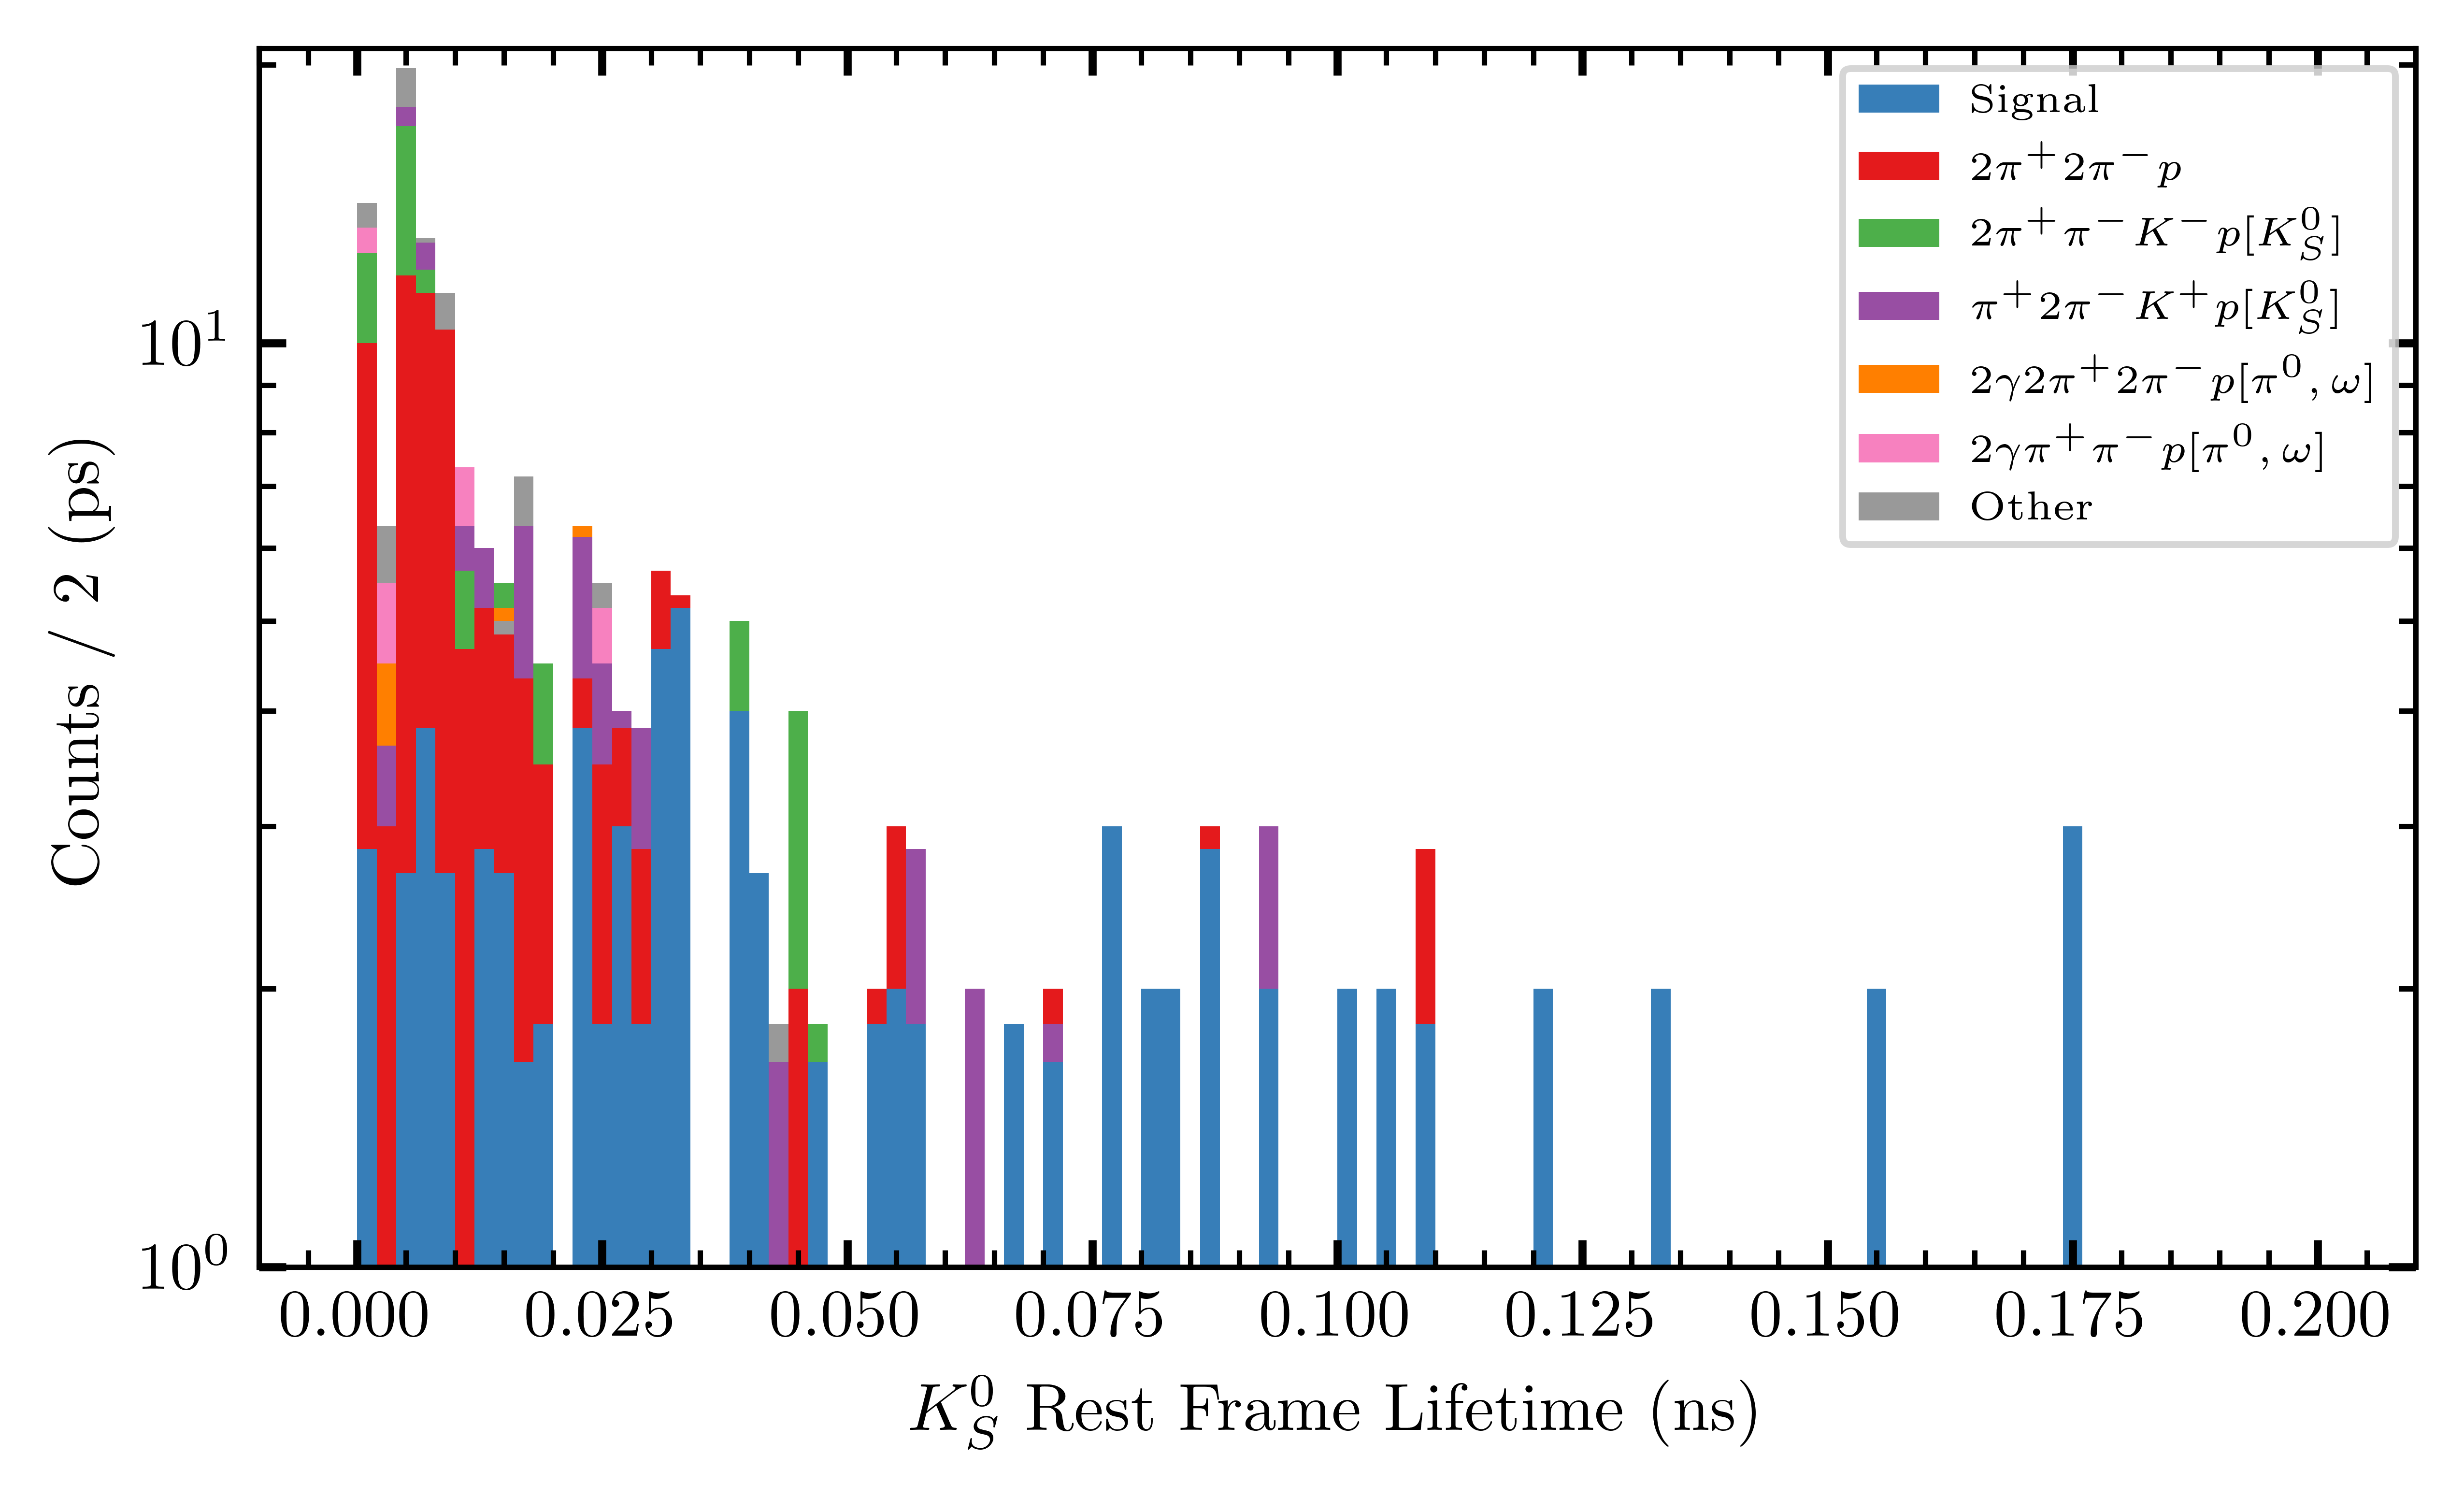 Counts / 2 (ps)
10¹
10⁰
Signal
2π⁺2π⁻p
2π⁺π⁻K⁻p[K⁰_S]
π⁺2π⁻K⁺p[K⁰_S]
2γ2π⁺2π⁻p[π⁰, ω]
2γπ⁺π⁻p[π⁰, ω]
Other
0.000 0.025 0.050 0.075 0.100 0.125 0.150 0.175 0.200
K⁰_S Rest Frame Lifetime (ns)